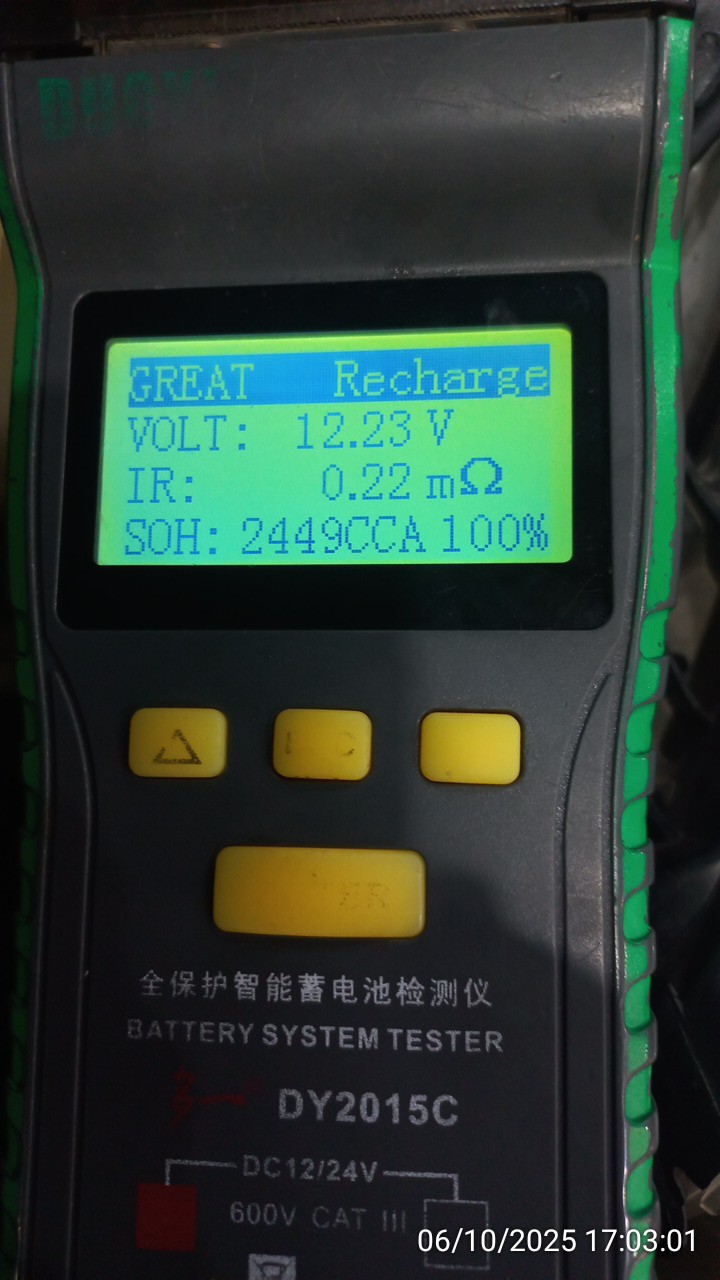 GREAT Recharge
VOLT: 12.23 V
IR: 0.22 mΩ
SOH: 2449CCA 100%
全保护智能蓄电池检测仪
BATTERY SYSTEM TESTER
DY2015C
DC12/24V
600V CAT III
06/10/2025 17:03:01